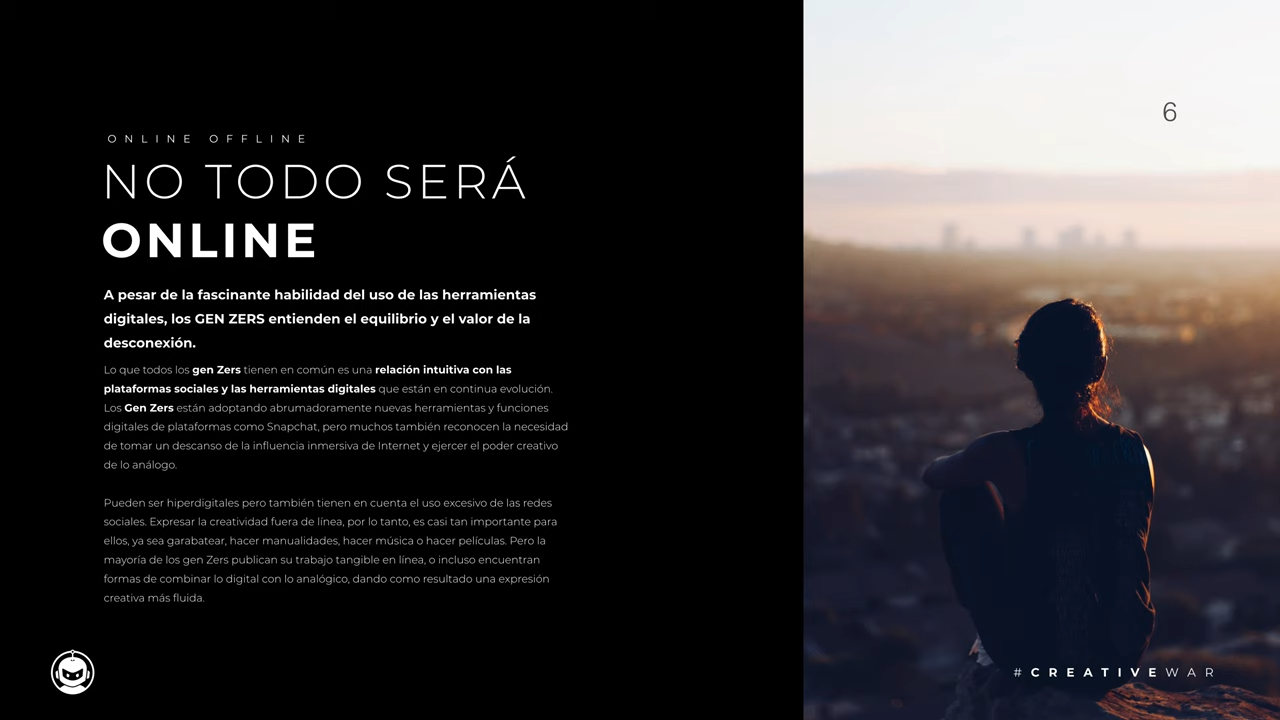 ONLINE OFFLINE
NO TODO SERÁ
ONLINE
A pesar de la fascinante habilidad del uso de las herramientas
digitales, los GEN ZERS entienden el equilibrio y el valor de la
desconexión.
Lo que todos los gen Zers tienen en común es una relación intuitiva con las
plataformas sociales y las herramientas digitales que están en continua evolución.
Los Gen Zers están adoptando abrumadoramente nuevas herramientas y funciones
digitales de plataformas como Snapchat, pero muchos también reconocen la necesidad
de tomar un descanso de la influencia inmersiva de Internet y ejercer el poder creativo
de lo análogo.
Pueden ser hiperdigitales pero también tienen en cuenta el uso excesivo de las redes
sociales. Expresar la creatividad fuera de línea, por lo tanto, es casi tan importante para
ellos, ya sea garabatear, hacer manualidades, hacer música o hacer películas. Pero la
mayoría de los gen Zers publican su trabajo tangible en línea, o incluso encuentran
formas de combinar lo digital con lo analógico, dando como resultado una expresión
creativa más fluida.
6
#CREATIVEWAR